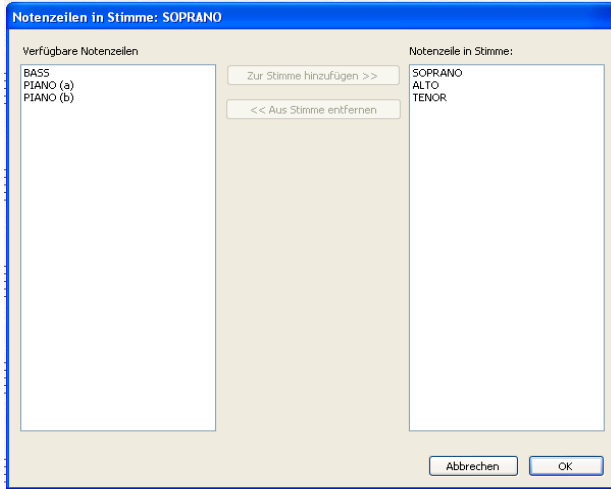 Notenzeilen in Stimme: SOPRANO
Verfügbare Notenzeilen
BASS
PIANO (a)
PIANO (b)
Zur Stimme hinzufügen >>
<< Aus Stimme entfernen
Notenzeile in Stimme:
SOPRANO
ALTO
TENOR
Abbrechen
OK